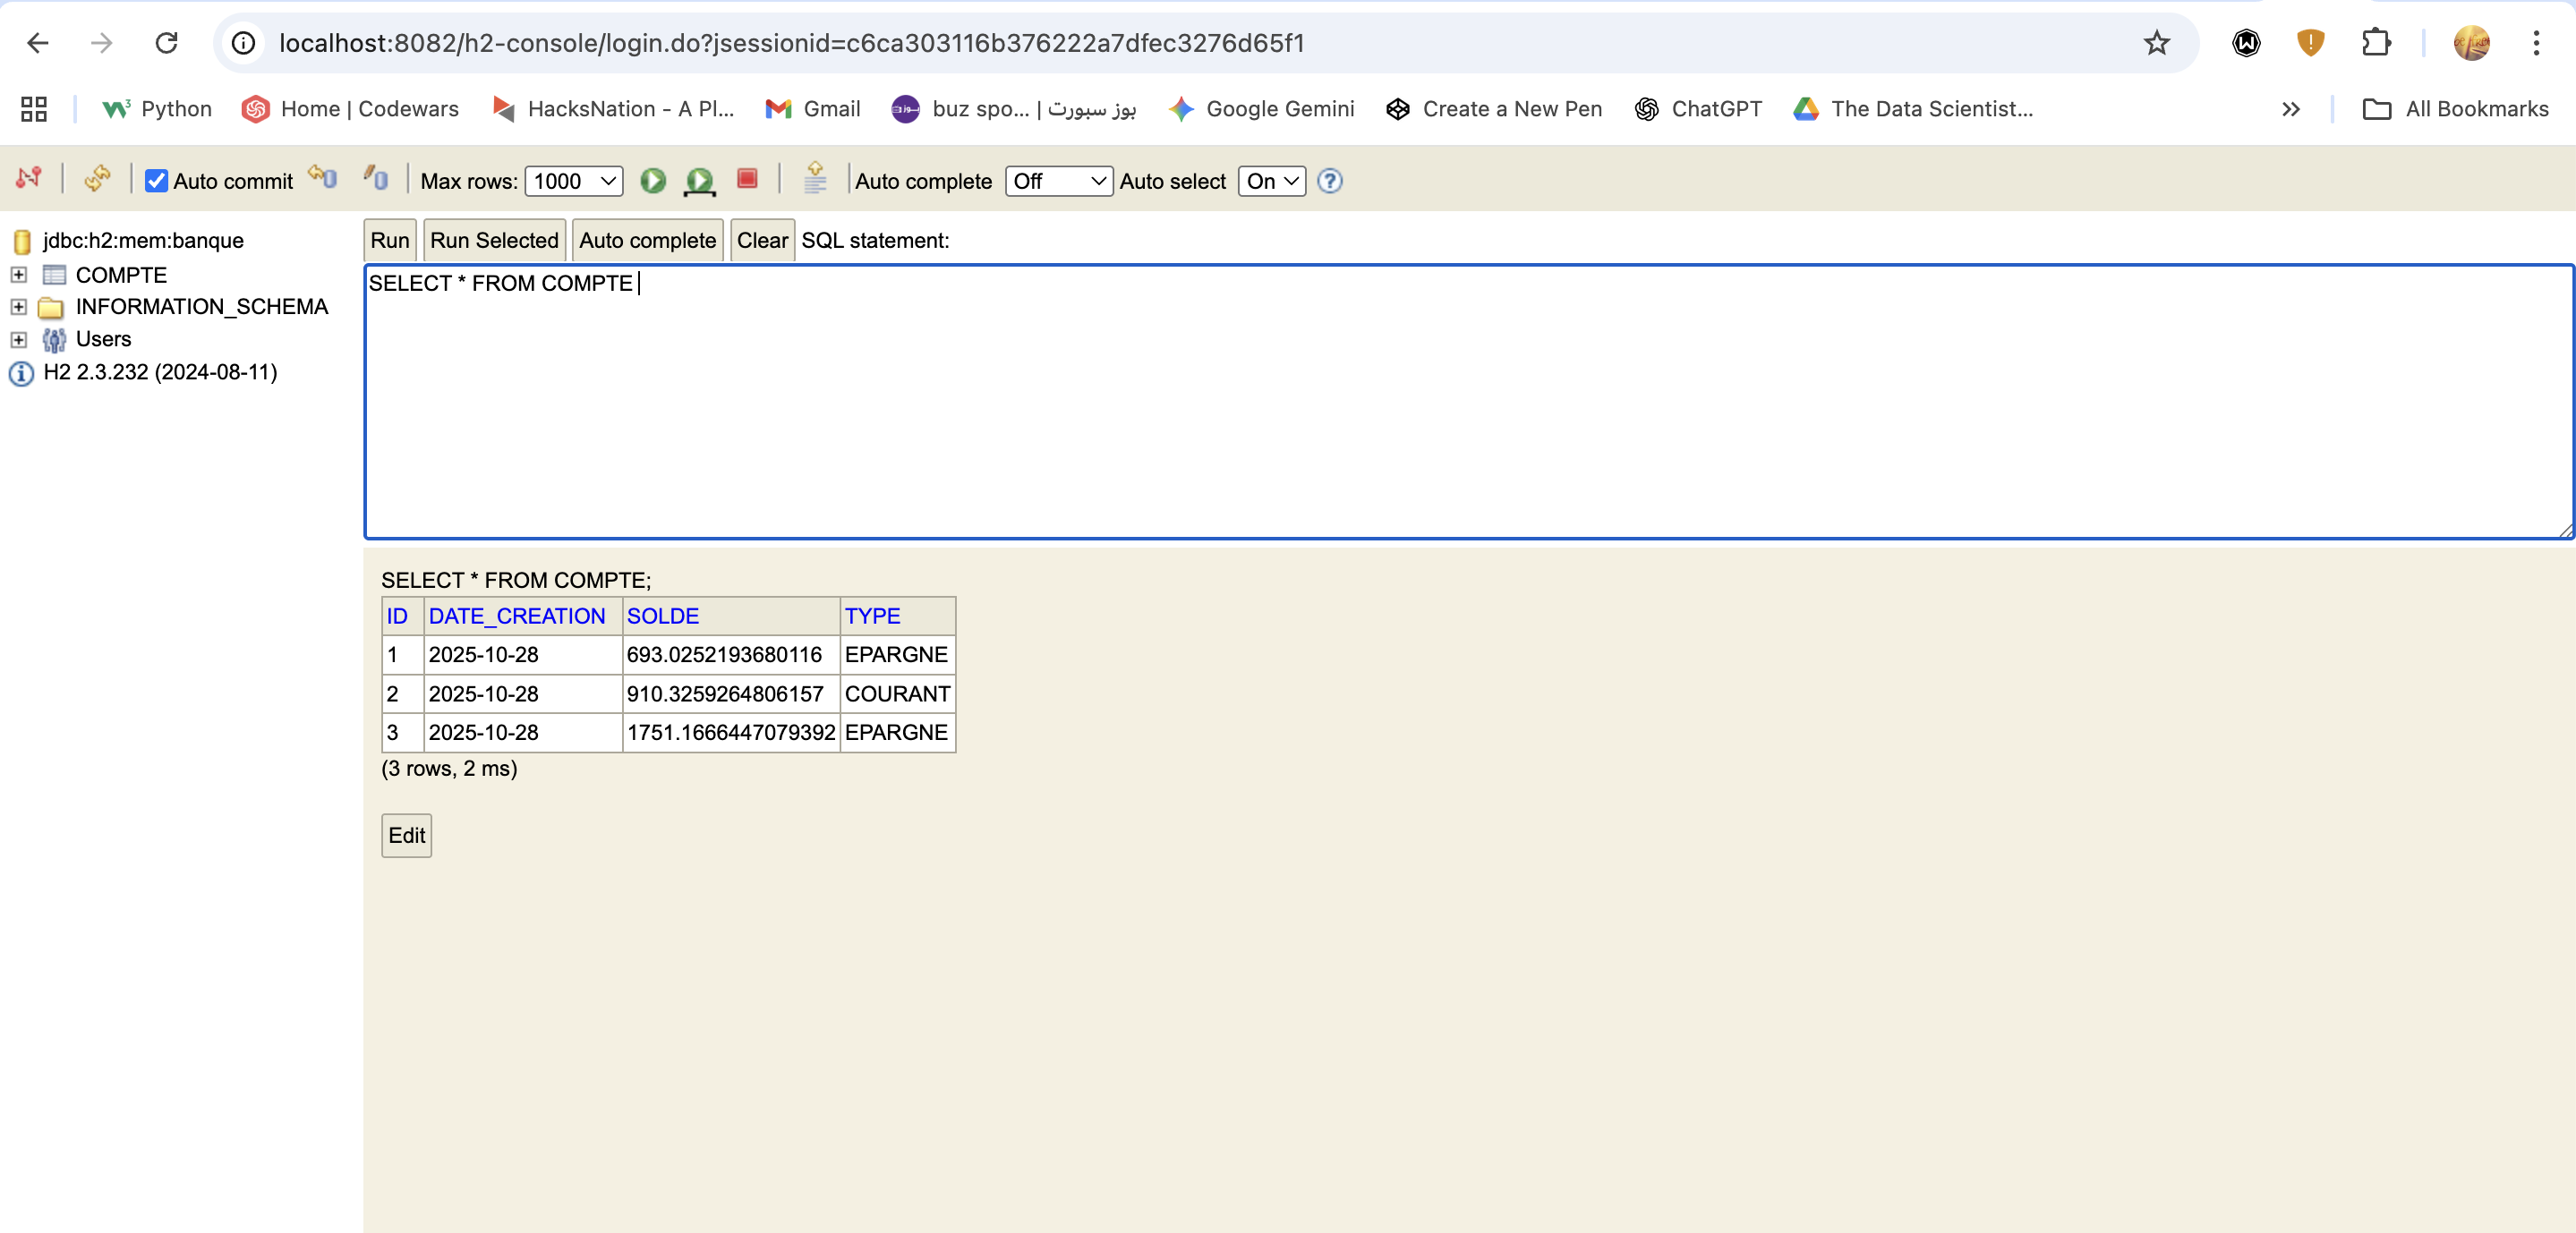 localhost:8082/h2-console/login.do?jsessionid=c6ca303116b376222a7dfec3276d65f1
Python Home | Codewars HacksNation - A Pl... Gmail buz spo... | بوز سبورت Google Gemini Create a New Pen ChatGPT The Data Scientist... All Bookmarks
Auto commit Max rows: 1000 Auto complete Off Auto select On
jdbc:h2:mem:banque
COMPTE
INFORMATION_SCHEMA
Users
H2 2.3.232 (2024-08-11)
Run Run Selected Auto complete Clear SQL statement:
SELECT * FROM COMPTE
SELECT * FROM COMPTE;
ID DATE_CREATION SOLDE TYPE
1 2025-10-28 693.0252193680116 EPARGNE
2 2025-10-28 910.3259264806157 COURANT
3 2025-10-28 1751.1666447079392 EPARGNE
(3 rows, 2 ms)
Edit